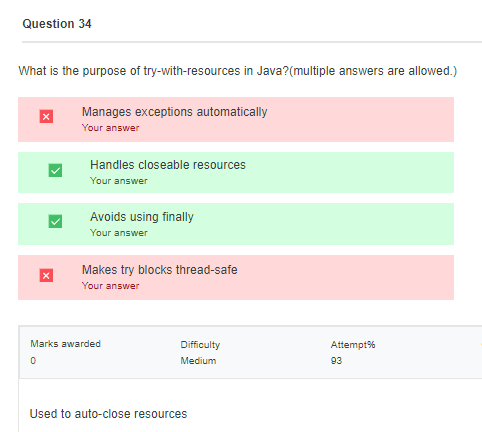 Question 34
What is the purpose of try-with-resources in Java?(multiple answers are allowed.)
Manages exceptions automatically
Your answer
Handles closeable resources
Your answer
Avoids using finally
Your answer
Makes try blocks thread-safe
Your answer
Marks awarded Difficulty Attempt%
0 Medium 93
Used to auto-close resources